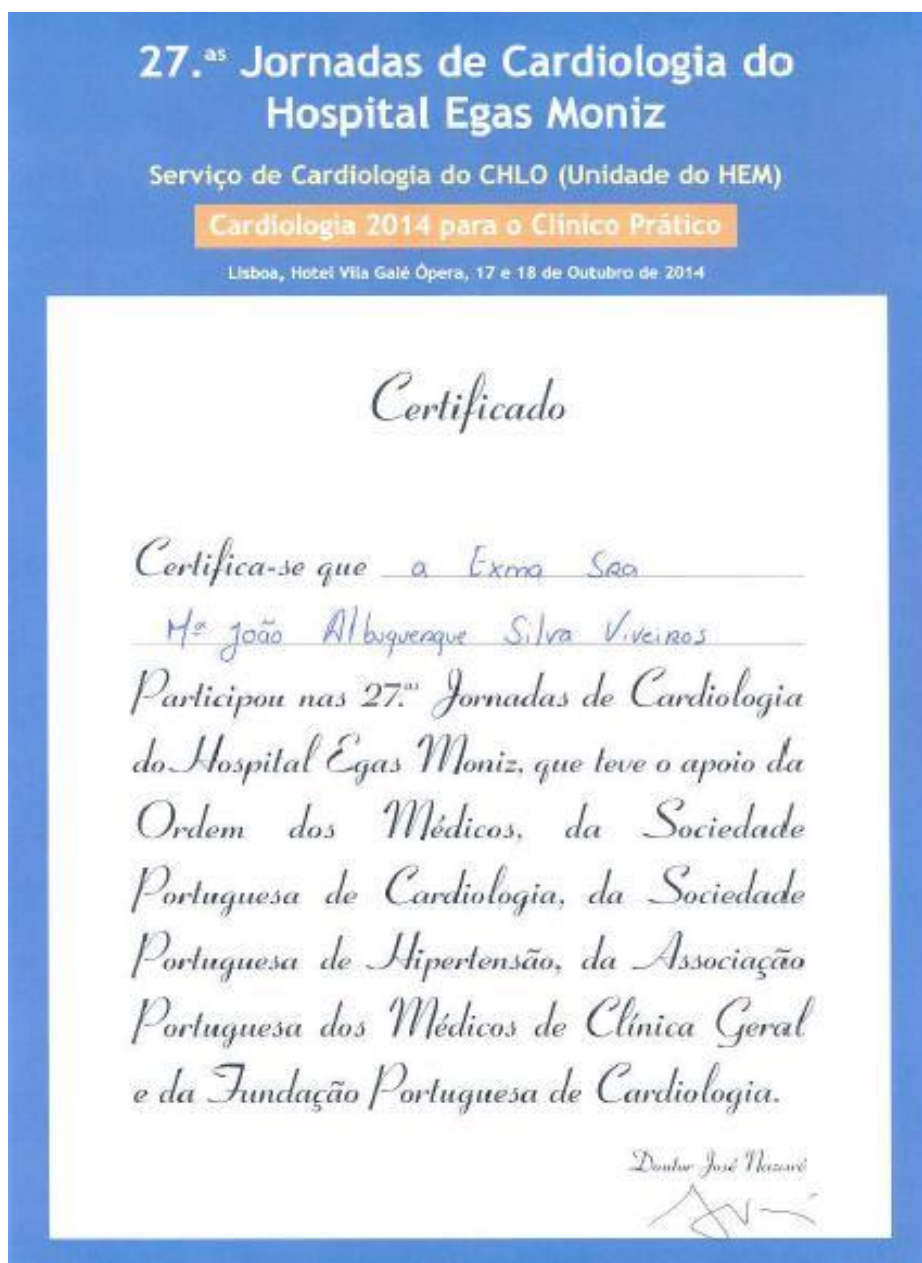 27.as Jornadas de Cardiologia do
Hospital Egas Moniz
Serviço de Cardiologia do CHLO (Unidade do HEM)
Cardiologia 2014 para o Clínico Prático
Lisboa, Hotel Vila Galé Ópera, 17 e 18 de Outubro de 2014
Certificado
Certifica-se que a Exma Sra
Mª João Albuquerque Silva Viveiros
Participou nas 27.as Jornadas de Cardiologia
do Hospital Egas Moniz, que teve o apoio da
Ordem dos Médicos, da Sociedade
Portuguesa de Cardiologia, da Sociedade
Portuguesa de Hipertensão, da Associação
Portuguesa dos Médicos de Clínica Geral
e da Fundação Portuguesa de Cardiologia.
Doutor José Nazaré